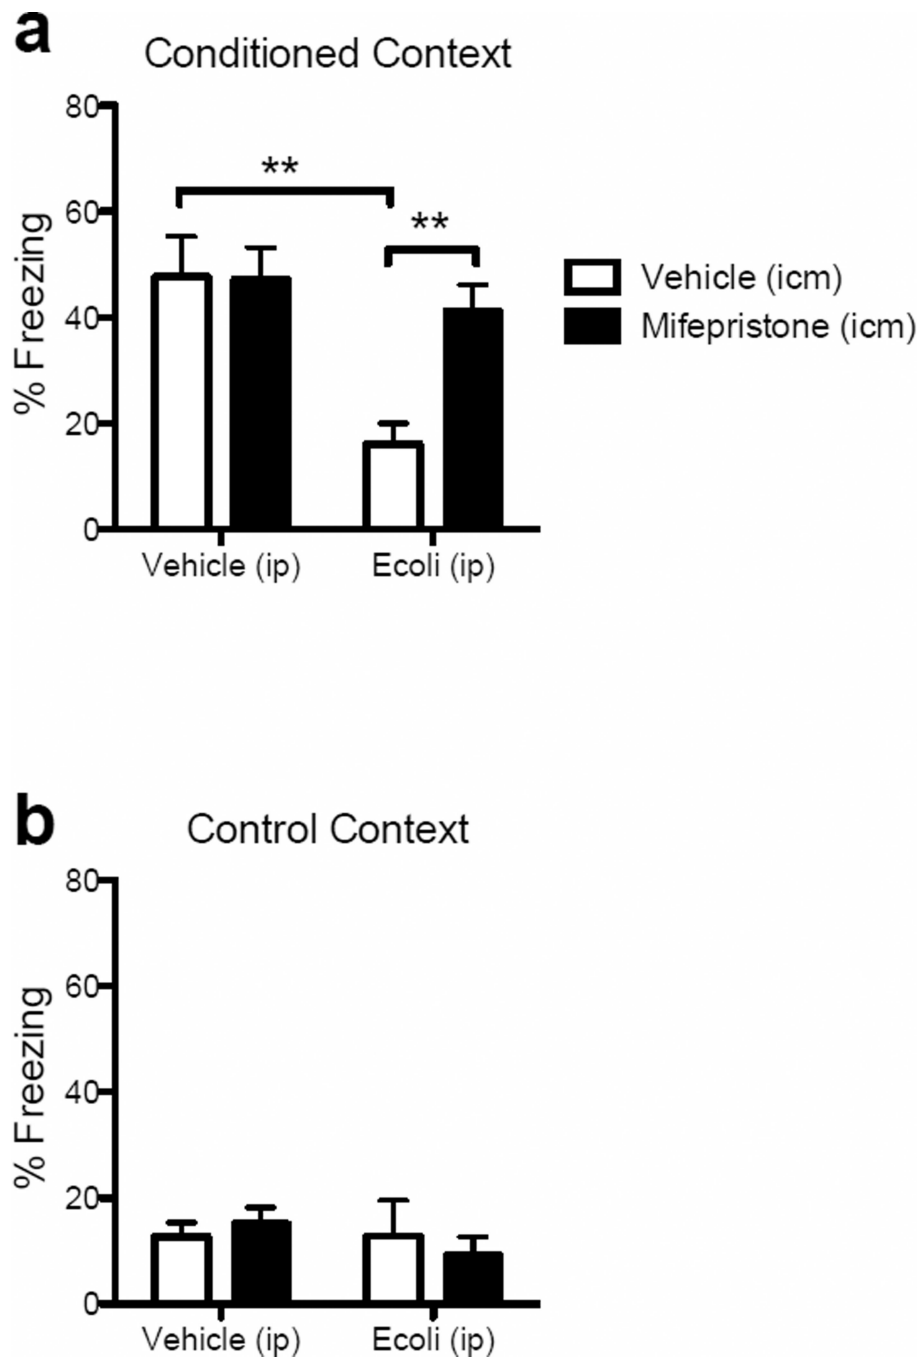 a
Conditioned Context
80
60
40
20
0
% Freezing
**
**
Vehicle (ip)
Ecoli (ip)
Vehicle (icm)
Mifepristone (icm)
b
Control Context
80
60
40
20
0
% Freezing
Vehicle (ip)
Ecoli (ip)